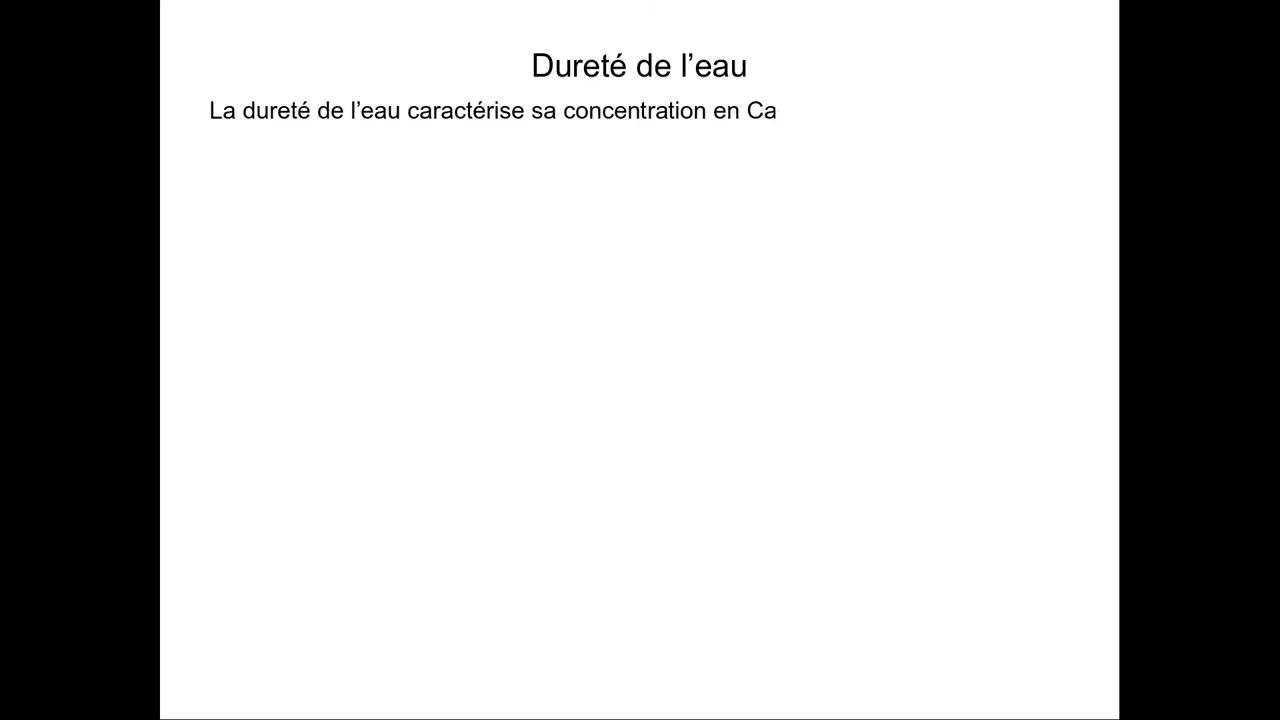 Dureté de l’eau
La dureté de l’eau caractérise sa concentration en Ca